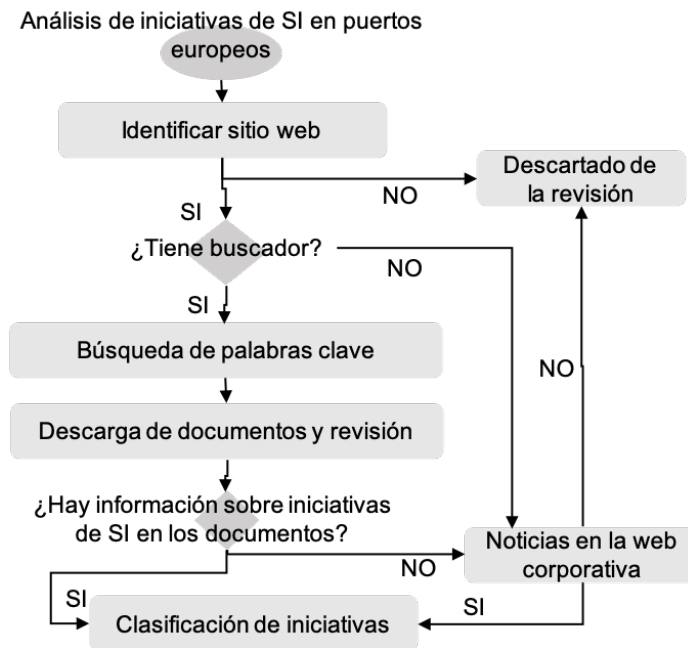 Análisis de iniciativas de SI en puertos
europeos
Identificar sitio web
Descartado de
la revisión
NO
SI
¿Tiene buscador?
NO
SI
Búsqueda de palabras clave
NO
Descarga de documentos y revisión
¿Hay información sobre iniciativas
de SI en los documentos?
Noticias en la web
corporativa
NO
SI
SI
Clasificación de iniciativas